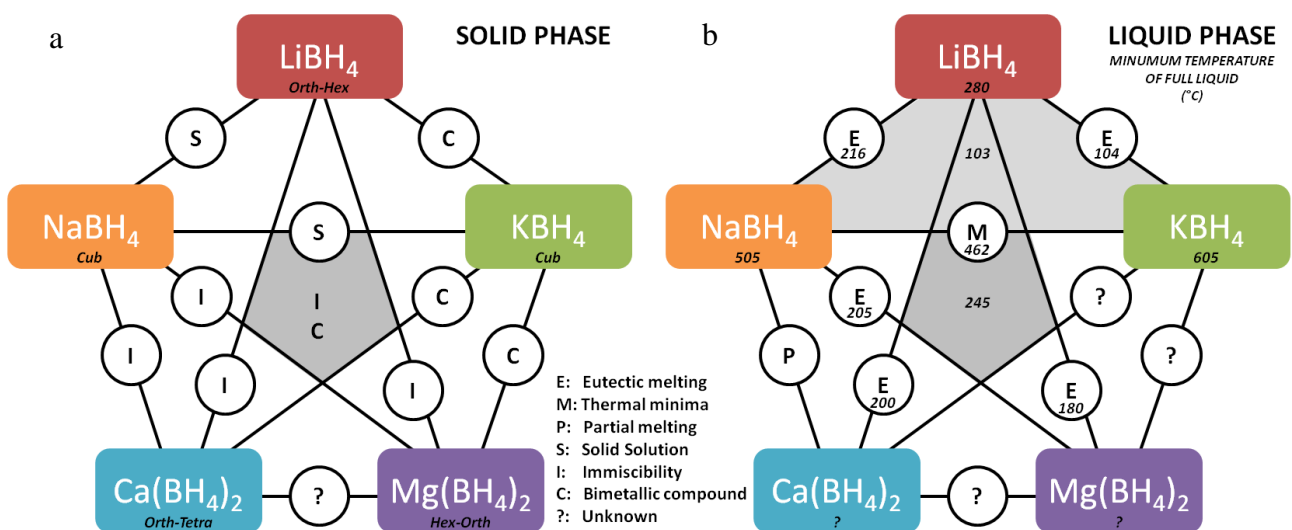 a
SOLID PHASE
LiBH4
Orth-Hex
S
C
NaBH4
Cub
S
KBH4
Cub
I
C
I
C
I
C
I
I
E: Eutectic melting
M: Thermal minima
P: Partial melting
S: Solid Solution
I: Immiscibility
C: Bimetallic compound
?: Unknown
Ca(BH4)2
Orth-Tetra
?
Mg(BH4)2
Hex-Orth
b
LIQUID PHASE
MINUMUM TEMPERATURE
OF FULL LIQUID
(°C)
LiBH4
280
E
216
103
E
104
NaBH4
505
M
462
KBH4
605
E
205
245
?
P
?
E
200
E
180
Ca(BH4)2
?
?
Mg(BH4)2
?